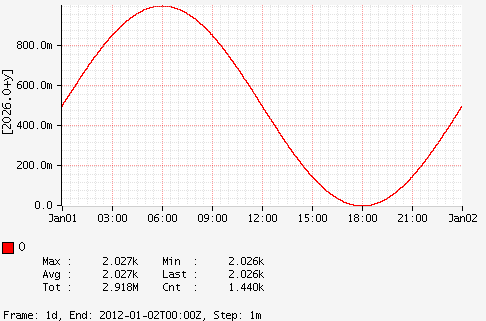 [2026.0+y]
800.0m
600.0m
400.0m
200.0m
0.0
Jan01 03:00 06:00 09:00 12:00 15:00 18:00 21:00 Jan02
0
Max : 2.027k Min : 2.026k
Avg : 2.027k Last : 2.026k
Tot : 2.918M Cnt : 1.440k
Frame: 1d, End: 2012-01-02T00:00Z, Step: 1m